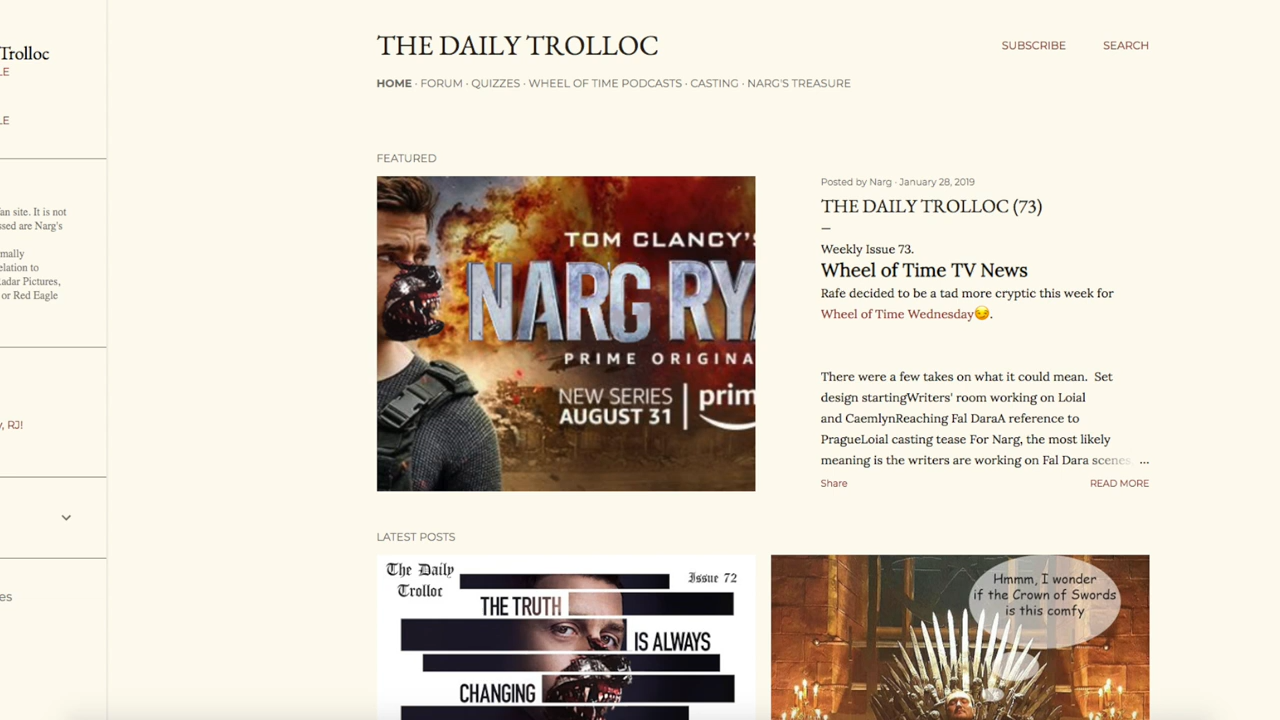 Trolloc
LE
LE
fan site. It is not
ssed are Narg's
mally
elation to
Radar Pictures,
or Red Eagle
y, RJ!
es
THE DAILY TROLLOC
SUBSCRIBE
SEARCH
HOME · FORUM · QUIZZES · WHEEL OF TIME PODCASTS · CASTING · NARG'S TREASURE
FEATURED
TOM CLANCY'S
NARG RYA
PRIME ORIGINA
NEW SERIES
AUGUST 31
prim
Posted by Narg · January 28, 2019
THE DAILY TROLLOC (73)
Weekly Issue 73.
Wheel of Time TV News
Rafe decided to be a tad more cryptic this week for
Wheel of Time Wednesday😏.
There were a few takes on what it could mean. Set
design startingWriters' room working on Loial
and CaemlynReaching Fal DaraA reference to
PragueLoial casting tease For Narg, the most likely
meaning is the writers are working on Fal Dara scenes, ...
Share
READ MORE
LATEST POSTS
The Daily
Trolloc
Issue 72
THE TRUTH
IS ALWAYS
CHANGING
Hmmm, I wonder
if the Crown of Swords
is this comfy